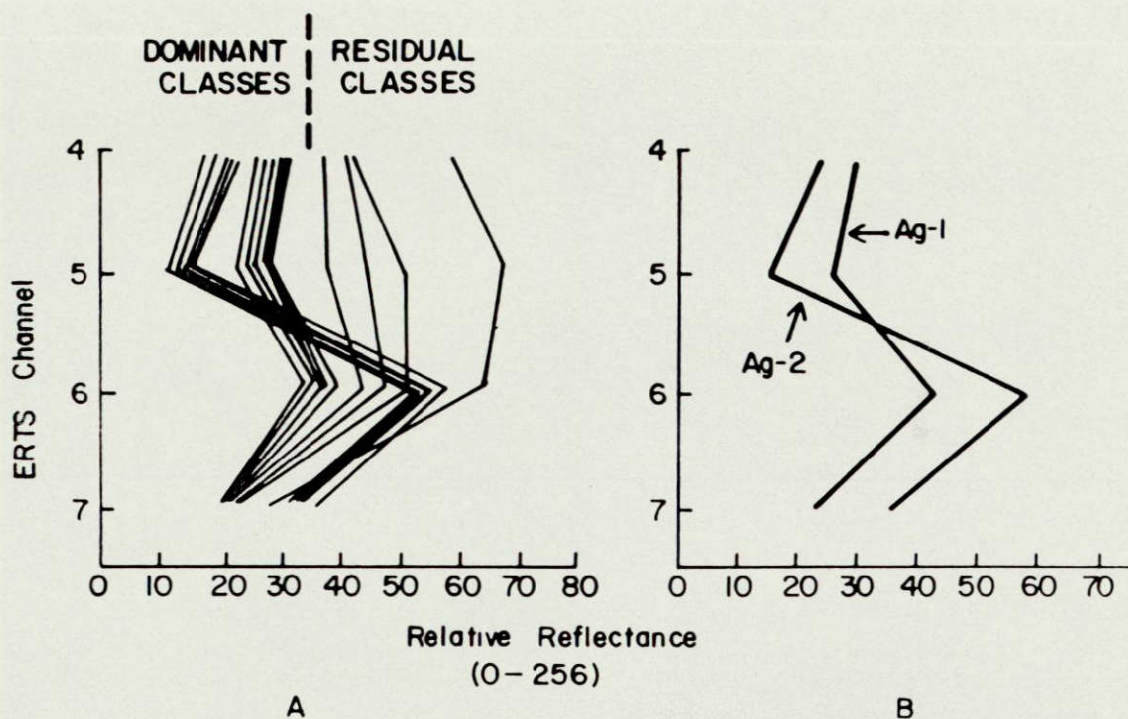 DOMINANT
CLASSES
RESIDUAL
CLASSES
ERTS Channel
4
5
6
7
0 10 20 30 40 50 60 70 80
4
5
6
7
0 10 20 30 40 50 60 70
Ag-1
Ag-2
Relative Reflectance
(0-256)
A
B